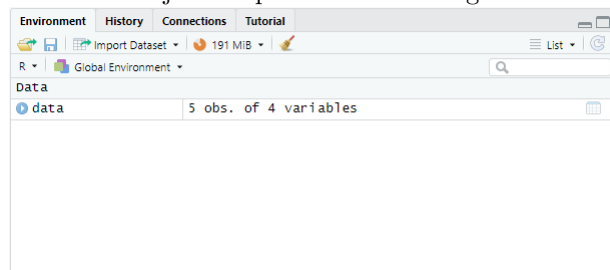 Environment History Connections Tutorial
Import Dataset 191 MiB List
R Global Environment
Data
data 5 obs. of 4 variables